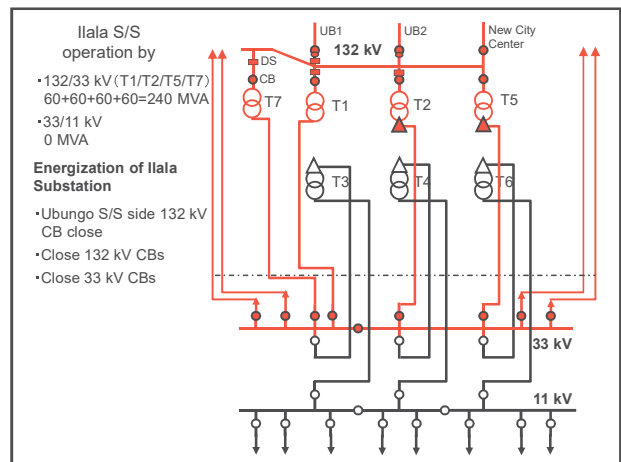 Ilala S/S
operation by
・132/33 kV(T1/T2/T5/T7)
60+60+60+60=240 MVA
・33/11 kV
0 MVA
Energization of Ilala
Substation
・Ubungo S/S side 132 kV
CB close
・Close 132 kV CBs
・Close 33 kV CBs
UB1
UB2
New City
Center
132 kV
DS
CB
T7
T1
T2
T5
T3
T4
T6
33 kV
11 kV